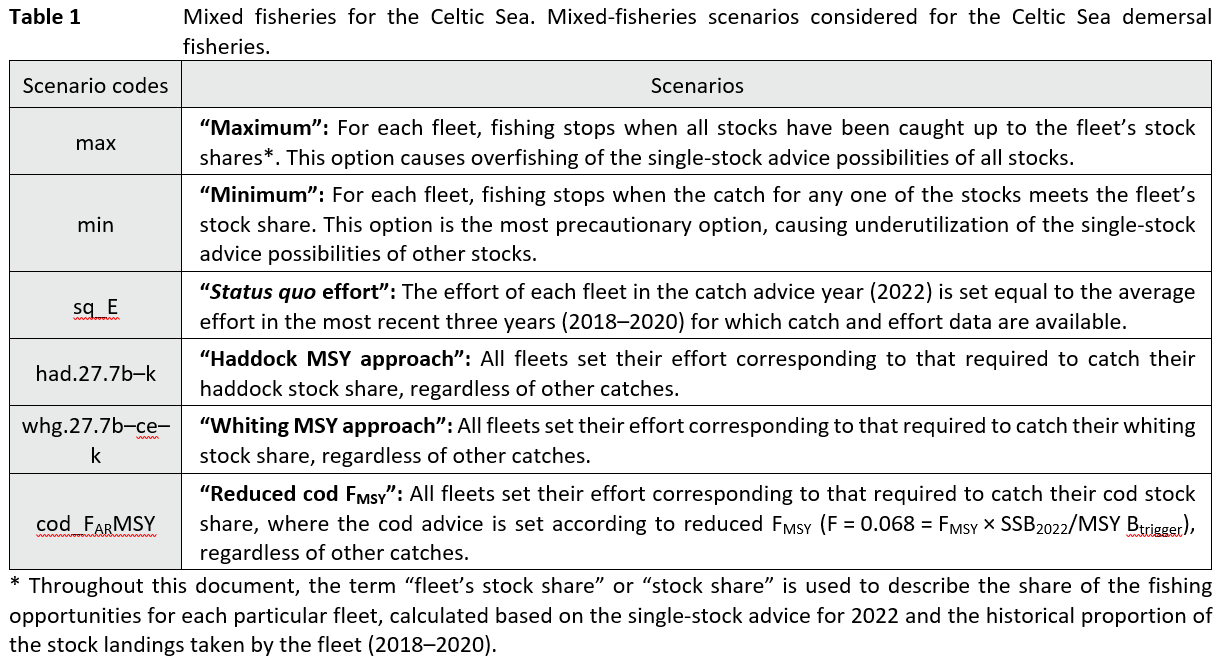 Table 1 Mixed fisheries for the Celtic Sea. Mixed-fisheries scenarios considered for the Celtic Sea demersal
fisheries.
Scenario codes Scenarios
max
“Maximum”: For each fleet, fishing stops when all stocks have been caught up to the fleet’s stock
shares*. This option causes overfishing of the single-stock advice possibilities of all stocks.
min
“Minimum”: For each fleet, fishing stops when the catch for any one of the stocks meets the fleet’s
stock share. This option is the most precautionary option, causing underutilization of the single-stock
advice possibilities of other stocks.
sq_E
“Status quo effort”: The effort of each fleet in the catch advice year (2022) is set equal to the average
effort in the most recent three years (2018–2020) for which catch and effort data are available.
had.27.7b–k
“Haddock MSY approach”: All fleets set their effort corresponding to that required to catch their
haddock stock share, regardless of other catches.
whg.27.7b–ce–
k
“Whiting MSY approach”: All fleets set their effort corresponding to that required to catch their whiting
stock share, regardless of other catches.
cod_FARMSY
“Reduced cod FMSY”: All fleets set their effort corresponding to that required to catch their cod stock
share, where the cod advice is set according to reduced FMSY (F = 0.068 = FMSY × SSB2022/MSY Btrigger),
regardless of other catches.
* Throughout this document, the term “fleet’s stock share” or “stock share” is used to describe the share of the fishing
opportunities for each particular fleet, calculated based on the single-stock advice for 2022 and the historical proportion of
the stock landings taken by the fleet (2018–2020).